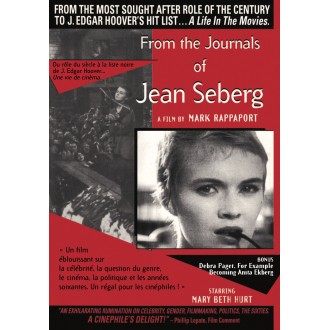 FROM THE MOST SOUGHT AFTER ROLE OF THE CENTURY
TO J. EDGAR HOOVER'S HIT LIST... A Life In The Movies.
From the Journals
of
Jean Seberg
A FILM BY MARK RAPPAPORT
Du rôle du siècle à la liste noire
de J. Edgar Hoover...
Une vie de cinéma.
« Un film
éblouissant sur
la célébrité, la question du genre,
le cinéma, la politique et les années
soixantes. Un régal pour les cinéphiles ! »
BONUS
Debra Paget, For Example
Becoming Anita Ekberg
STARRING
MARY BETH HURT
"AN EXHILARATING RUMINATION ON CELEBRITY, GENDER, FILMMAKING, POLITICS, THE SIXTIES.
A CINEPHILE'S DELIGHT!" – Phillip Lopate, Film Comment